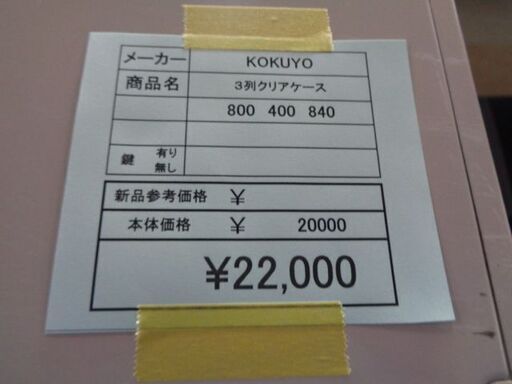 メーカー KOKUYO
商品名 3列クリアケース
800 400 840
鍵 有り
無し
新品参考価格 ¥
本体価格 ¥ 20000
¥22,000